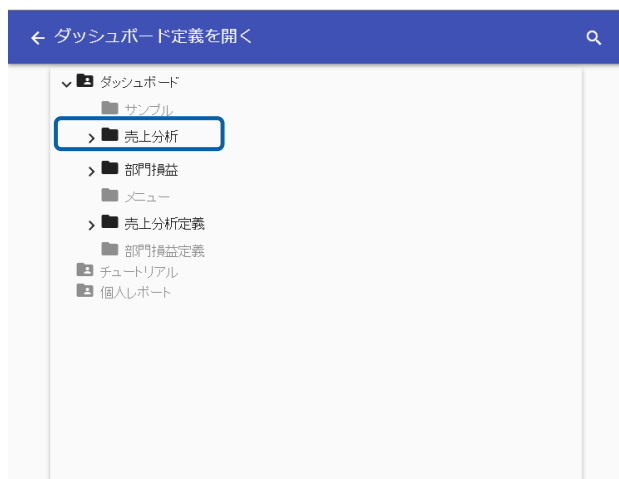 ダッシュボード定義を開く
ダッシュボード
サンプル
売上分析
部門損益
メニュー
売上分析定義
部門損益定義
チュートリアル
個人レポート